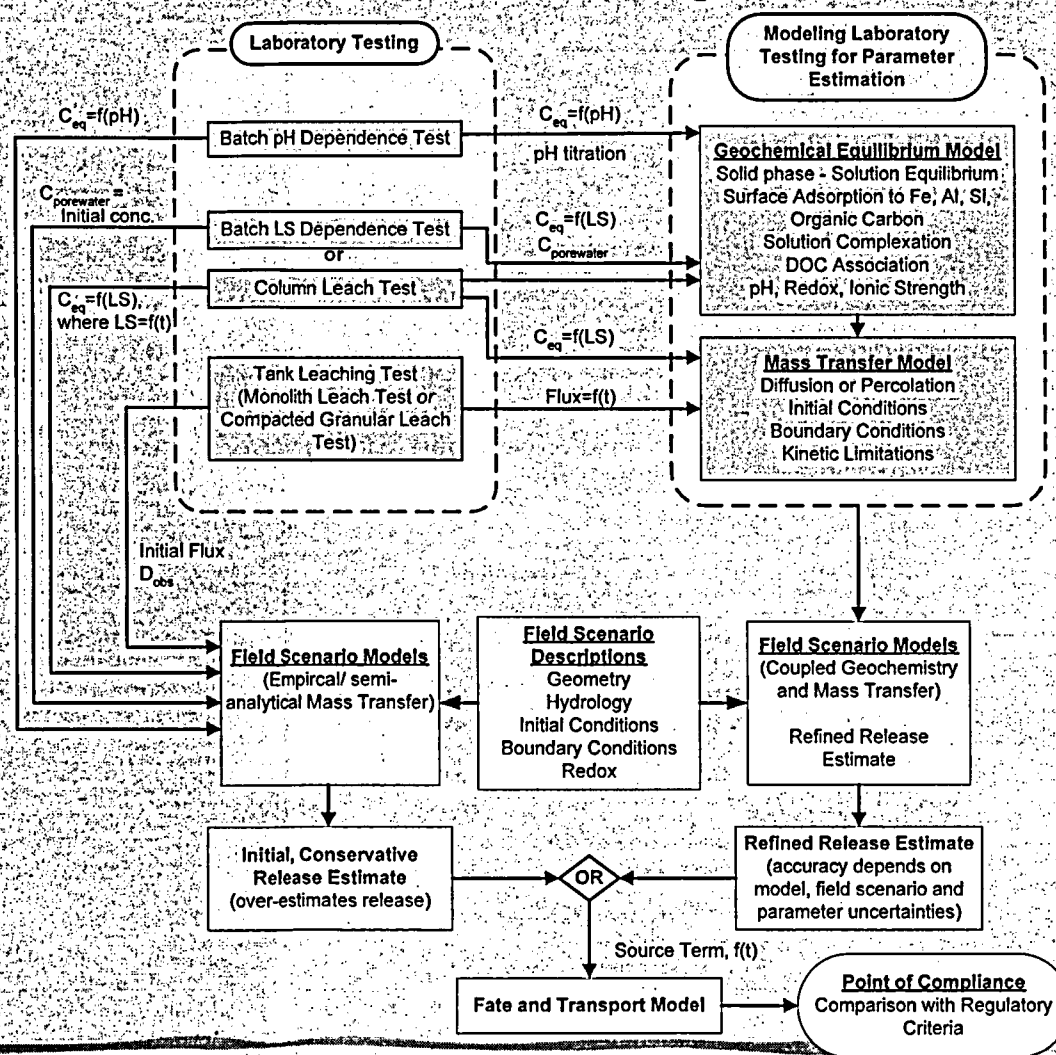 Laboratory Testing
Modeling Laboratory
Testing for Parameter
Estimation
C_eq=f(pH)
Batch pH Dependence Test
C_eq=f(pH)
pH titration
Geochemical Equilibrium Model
Solid phase - Solution Equilibrium
Surface Adsorption to Fe, Al, Si,
Organic Carbon
Solution Complexation
DOC Association
pH, Redox, Ionic Strength
C_porewater =
Initial conc.
Batch LS Dependence Test
or
Column Leach Test
C_eq=f(LS)
C_porewater
C_eq=f(LS),
where LS=f(t)
C_eq=f(LS)
Tank Leaching Test
(Monolith Leach Test or
Compacted Granular Leach
Test)
Flux=f(t)
Mass Transfer Model
Diffusion or Percolation
Initial Conditions
Boundary Conditions
Kinetic Limitations
Initial Flux
D_obs
Field Scenario Models
(Empircal/ semi-
analytical Mass Transfer)
Field Scenario
Descriptions
Geometry
Hydrology
Initial Conditions
Boundary Conditions
Redox
Field Scenario Models
(Coupled Geochemistry
and Mass Transfer)
Refined Release
Estimate
Initial, Conservative
Release Estimate
(over-estimates release)
OR
Refined Release Estimate
(accuracy depends on
model, field scenario and
parameter uncertainties)
Source Term, f(t)
Fate and Transport Model
Point of Compliance
Comparison with Regulatory
Criteria